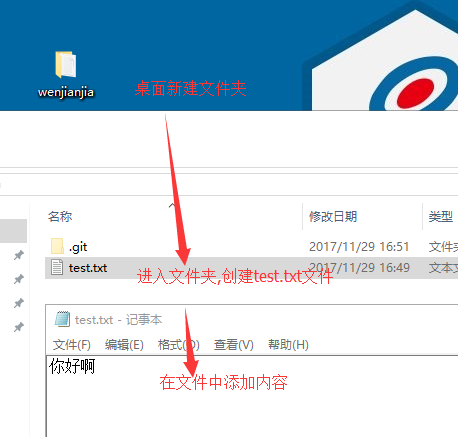 wenjianjia
桌面新建文件夹
名称
修改日期
类型
.git
2017/11/29 16:51
文件夹
test.txt
2017/11/29 16:49
文本文
进入文件夹,创建test.txt文件
test.txt - 记事本
文件(F) 编辑(E) 格式(O) 查看(V) 帮助(H)
你好啊
在文件中添加内容